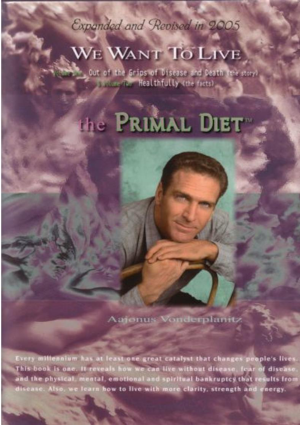 Expanded and Revised in 2005
WE WANT TO LIVE
Out of the Grips of Disease and Death (the story)
Healthfully (the facts)
the PRIMAL DIET™
Aajonus Vonderplanitz
Every millennium has at least one great catalyst that changes people's lives.
This book is one. It reveals how we can live without disease, fear of disease,
and the physical, mental, emotional and spiritual bankruptcy that results from
disease. Also, we learn how to live with more clarity, strength and energy.